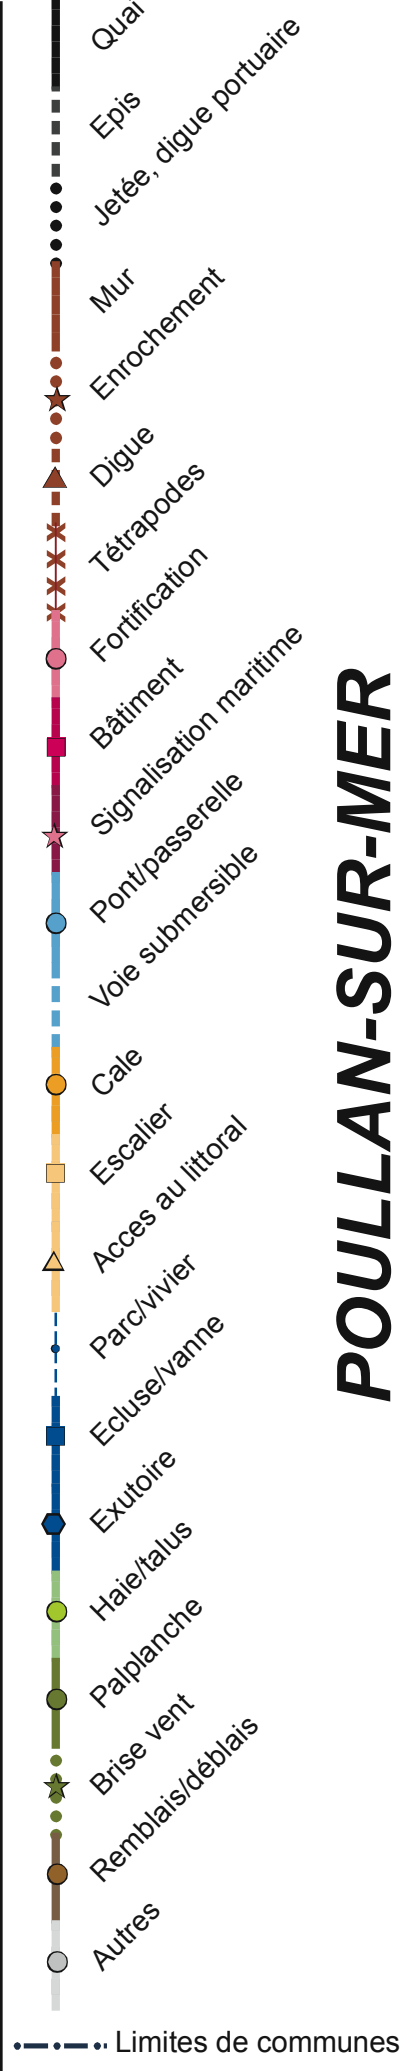 Quai
Epis
Jetée, digue portuaire
Mur
Enrochement
Digue
Tétrapodes
Fortification
Bâtiment
Signalisation maritime
Pont/passerelle
Voie submersible
Cale
Escalier
Acces au littoral
Parc/vivier
Ecluse/vanne
Exutoire
Haie/talus
Palplanche
Brise vent
Remblais/déblais
Autres
Limites de communes
POULLAN-SUR-MER